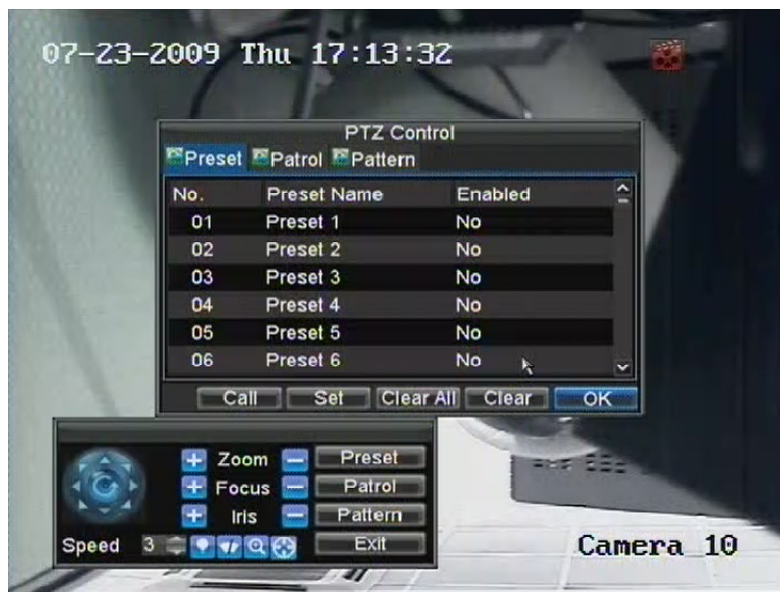 07-23-2009 Thu 17:13:32
PTZ Control
Preset Patrol Pattern
No. Preset Name Enabled
01 Preset 1 No
02 Preset 2 No
03 Preset 3 No
04 Preset 4 No
05 Preset 5 No
06 Preset 6 No
Call Set Clear All Clear OK
Zoom Preset
Focus Patrol
Iris Pattern
Speed 3 Exit
Camera 10